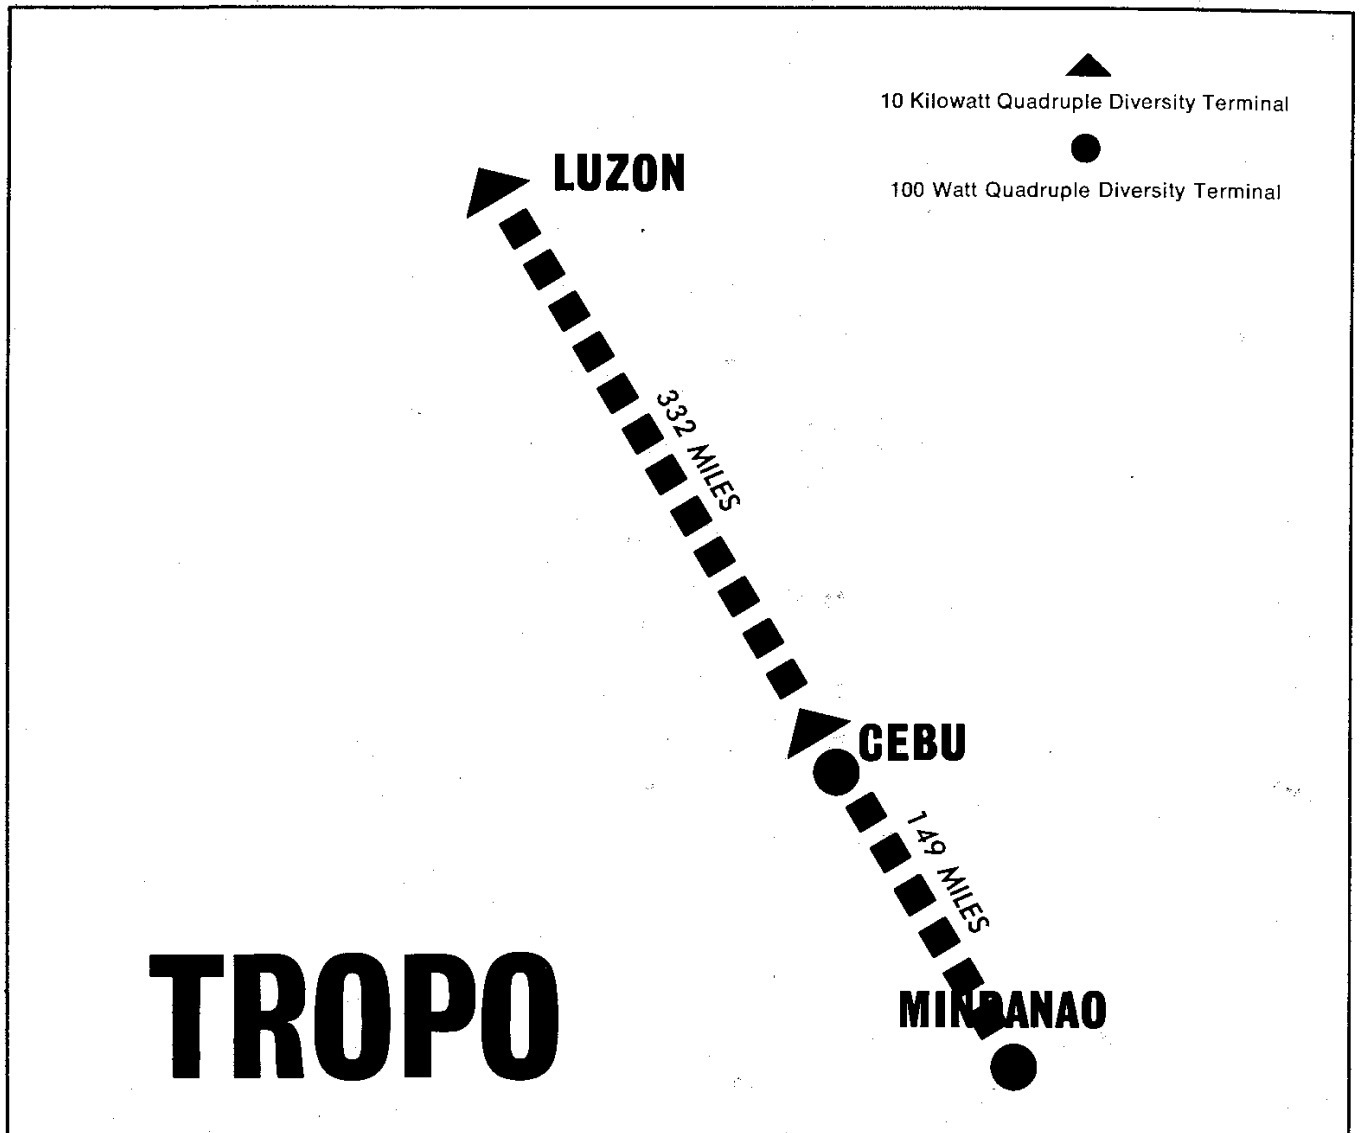 10 Kilowatt Quadruple Diversity Terminal
LUZON
100 Watt Quadruple Diversity Terminal
332 MILES
CEBU
149 MILES
TROPO
MINDANAO